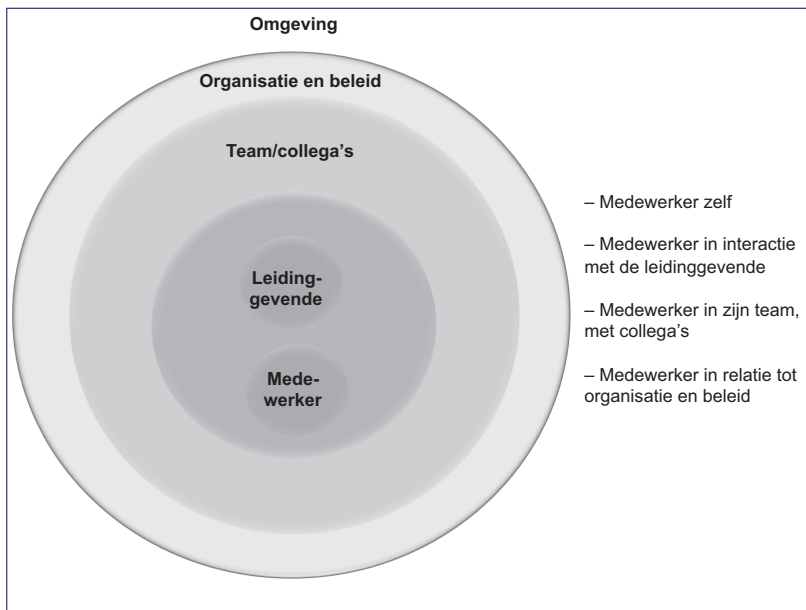 Omgeving
Organisatie en beleid
Team/collega’s
Leiding-
gevende
Mede-
werker
– Medewerker zelf
– Medewerker in interactie
met de leidinggevende
– Medewerker in zijn team,
met collega’s
– Medewerker in relatie tot
organisatie en beleid